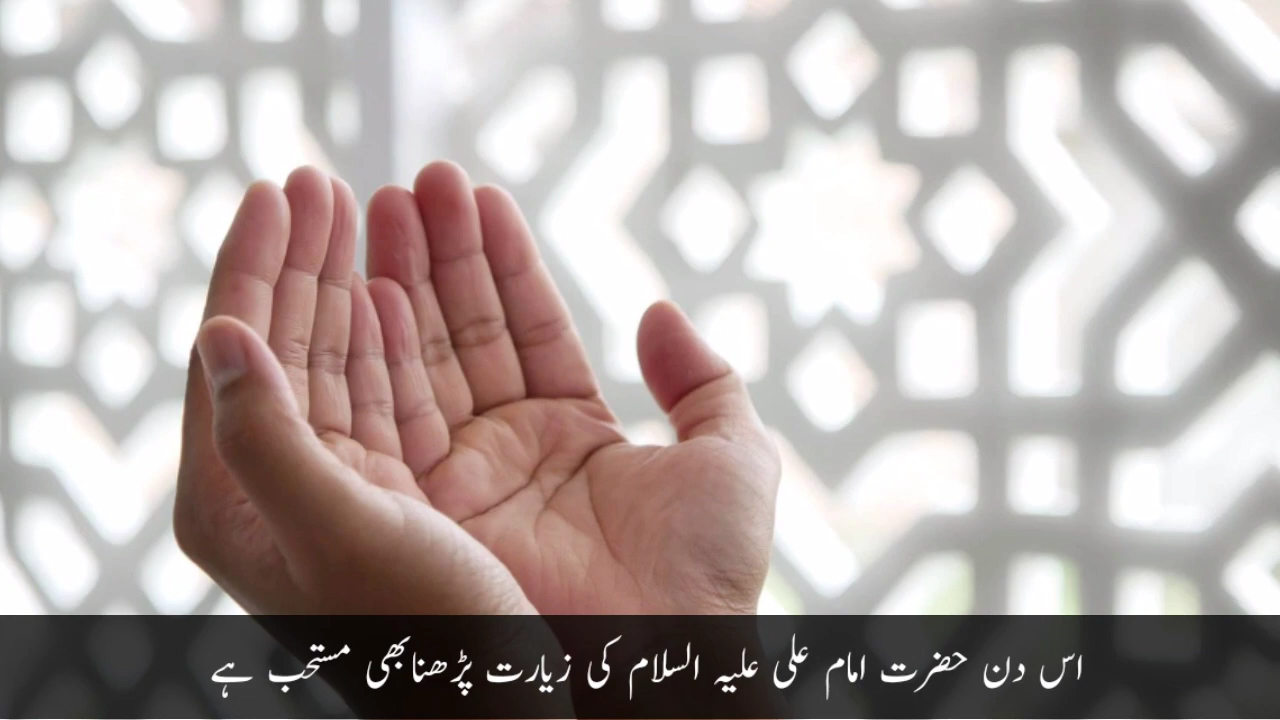 اس دن حضرت امام علی علیہ السلام کی زیارت پڑھنا بھی مستحب ہے